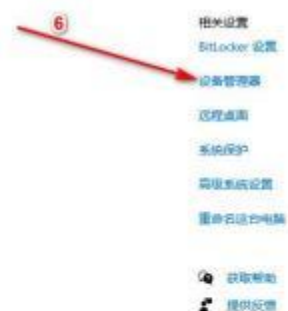 6
相关设置
BitLocker 设置
设备管理器
远程桌面
系统保护
高级系统设置
重命名这台电脑
获取帮助
提供反馈